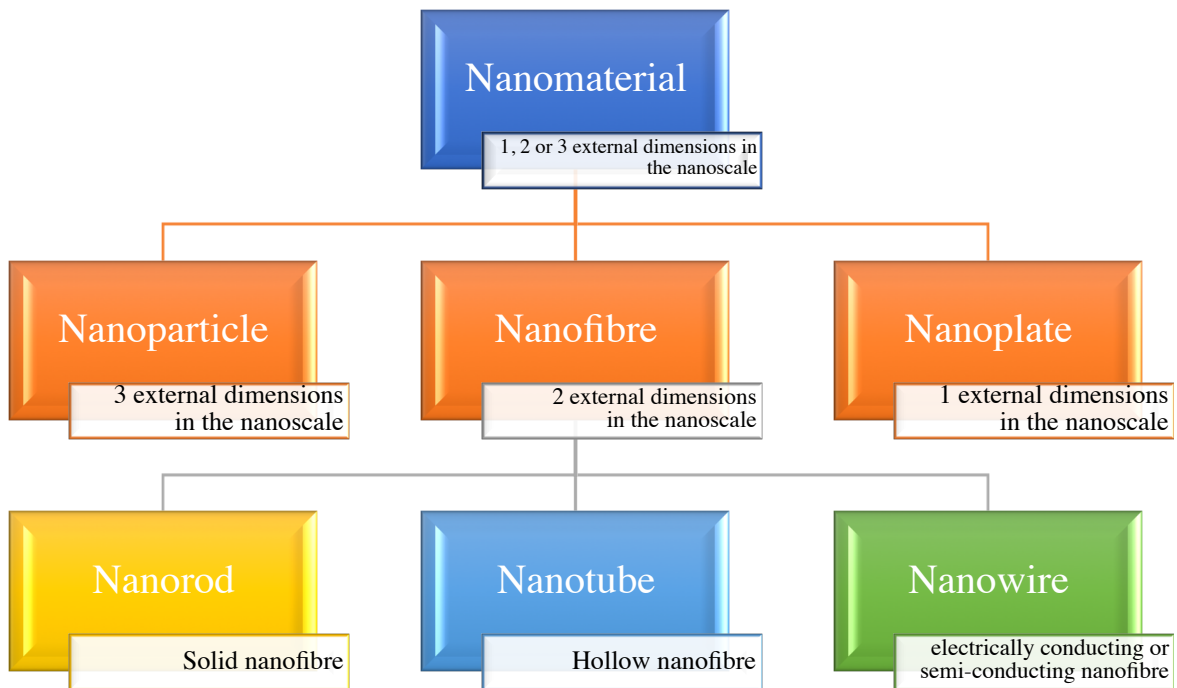 Nanomaterial
1, 2 or 3 external dimensions in
the nanoscale
Nanoparticle
3 external dimensions
in the nanoscale
Nanofibre
2 external dimensions
in the nanoscale
Nanoplate
1 external dimensions
in the nanoscale
Nanorod
Solid nanofibre
Nanotube
Hollow nanofibre
Nanowire
electrically conducting or
semi-conducting nanofibre